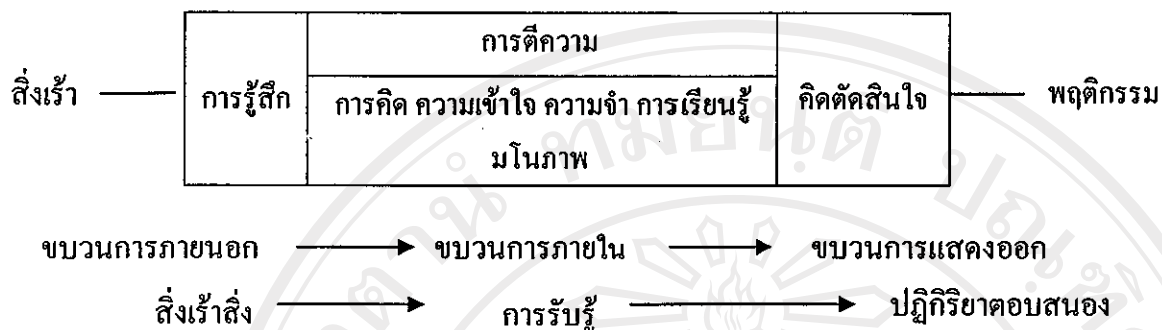 การตีความ
สิ่งเร้า การรู้สึก การคิด ความเข้าใจ ความจำ การเรียนรู้ คิดตัดสินใจ พฤติกรรม
มโนภาพ
ขบวนการภายนอก ขบวนการภายใน ขบวนการแสดงออก
สิ่งเร้าสิ่ง การรับรู้ ปฏิกิริยาตอบสนอง